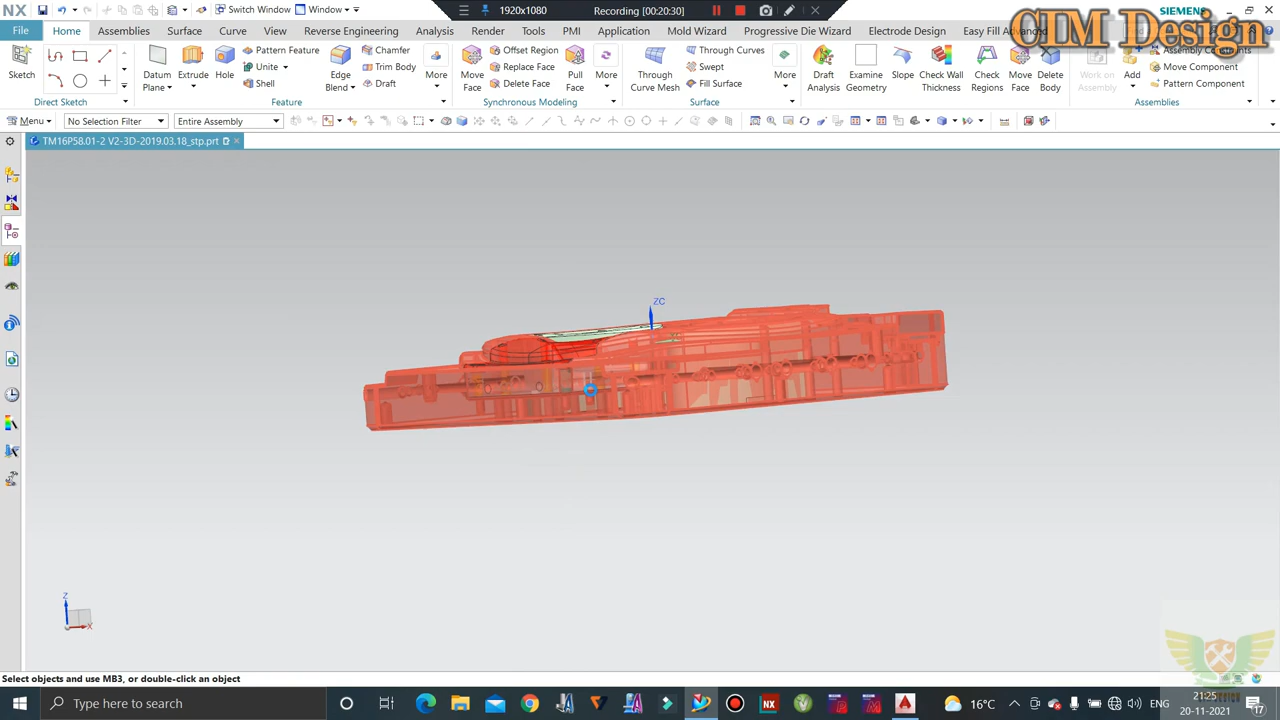 NX
Switch Window
Window
1920x1080
Recording [00:20:30]
SIEMENS
CIM Design
File
Home
Assemblies
Surface
Curve
View
Reverse Engineering
Analysis
Render
Tools
PMI
Application
Mold Wizard
Progressive Die Wizard
Electrode Design
Easy Fill Advanced
Sketch
Direct Sketch
Datum Plane
Extrude
Hole
Pattern Feature
Unite
Shell
Edge Blend
Chamfer
Trim Body
Draft
More
Feature
Move Face
Offset Region
Replace Face
Delete Face
Pull Face
More
Synchronous Modeling
Through Curve Mesh
Through Curves
Swept
Fill Surface
More
Surface
Draft Analysis
Examine Geometry
Slope
Check Wall Thickness
Check Regions
Move Face
Delete Body
Work on Assembly
Add
Assembly Constraints
Move Component
Pattern Component
Assemblies
Menu
No Selection Filter
Entire Assembly
TM16P58.01-2 V2-3D-2019.03.18_stp.prt
ZC
Z
X
Select objects and use MB3, or double-click an object
CIM DESIGN
Type here to search
16°C
ENG
21:25
20-11-2021
17